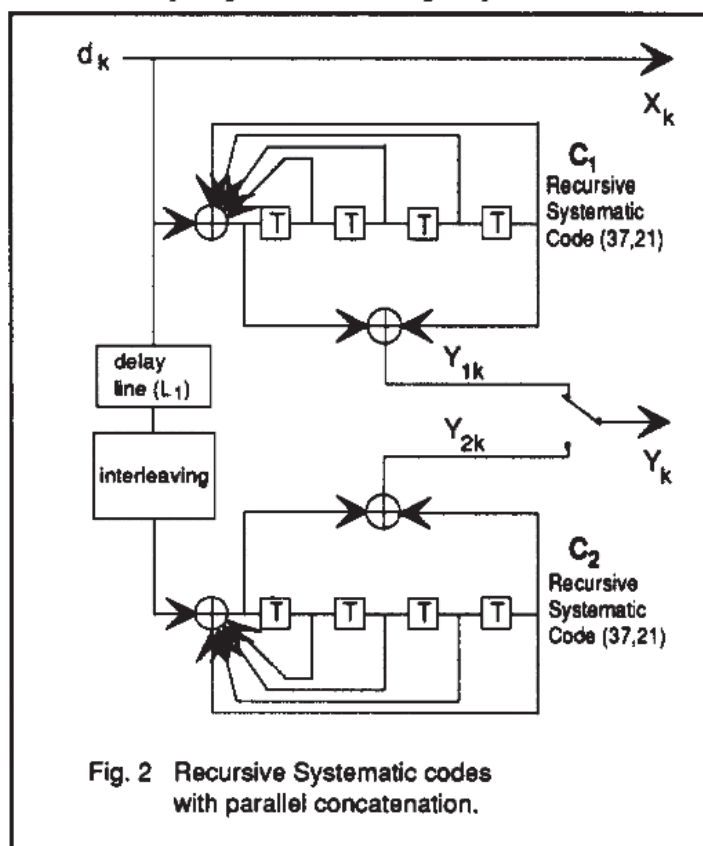 d_k
X_k
C_1
Recursive
Systematic
Code (37,21)
T T T T
delay
line (L_1)
Y_1k
interleaving
Y_2k
Y_k
C_2
Recursive
Systematic
Code (37,21)
T T T T
Fig. 2 Recursive Systematic codes
with parallel concatenation.